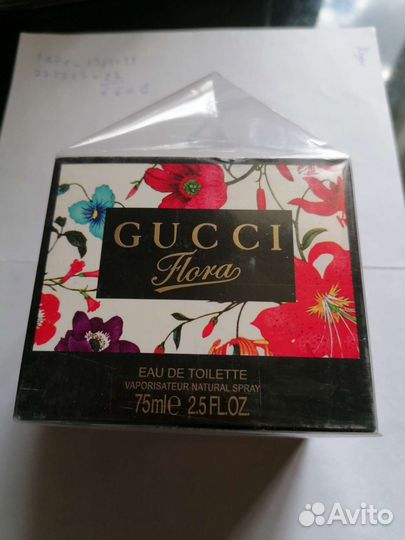 GUCCI
Flora
EAU DE TOILETTE
VAPORISATEUR NATURAL SPRAY
75ml℮ 2.5 FL.OZ.
Avito